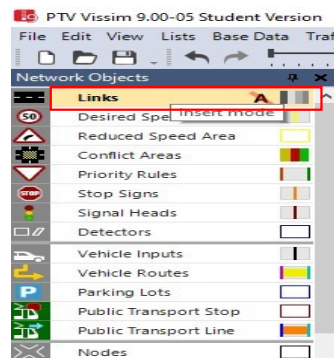 PTV Vissim 9.00-05 Student Version
File Edit View Lists Base Data Traf
Network Objects
Links A
Insert mode
50 Desired Spe
Reduced Speed Area
Conflict Areas
Priority Rules
STOP Stop Signs
Signal Heads
Detectors
Vehicle Inputs
Vehicle Routes
P Parking Lots
Public Transport Stop
Public Transport Line
Nodes